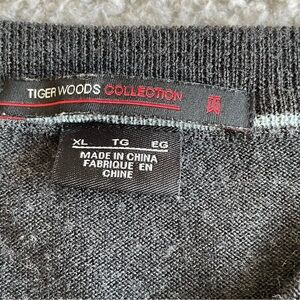 TIGER WOODS COLLECTION
XL TG EG
MADE IN CHINA
FABRIQUE EN
CHINE